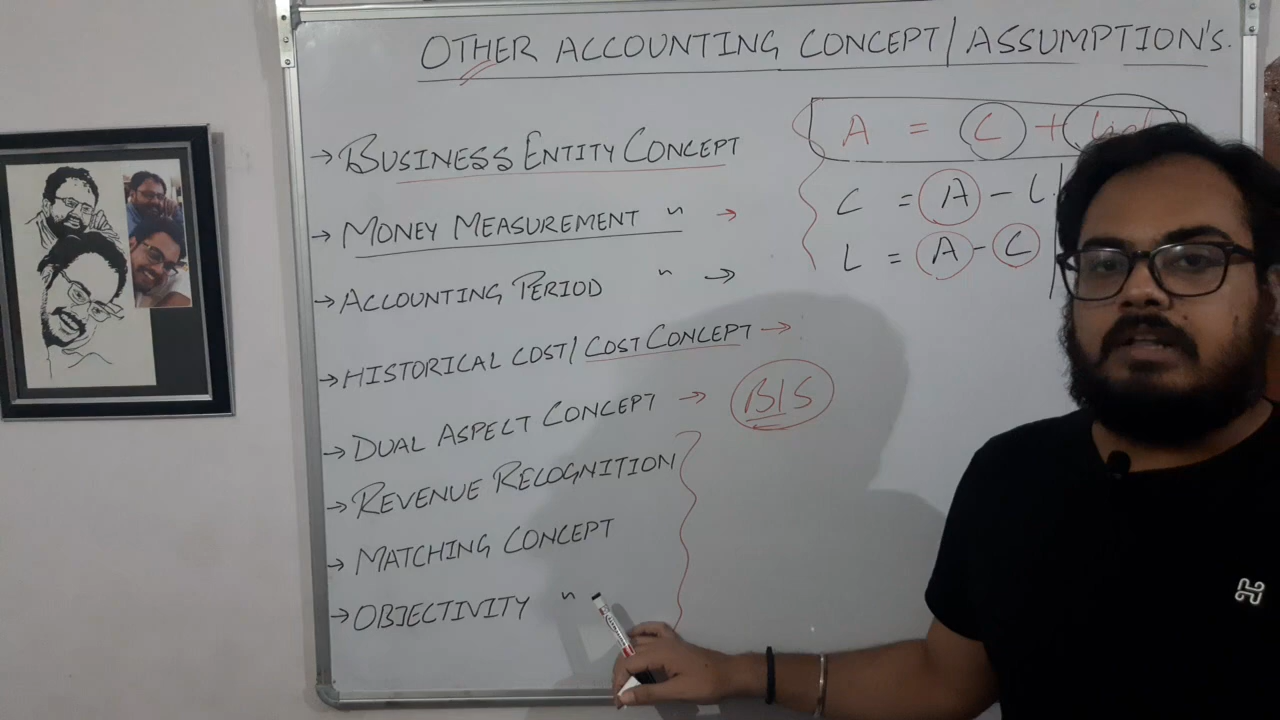 OTHER ACCOUNTING CONCEPT/ASSUMPTION'S.
→ BUSINESS ENTITY CONCEPT
→ MONEY MEASUREMENT " →
→ ACCOUNTING PERIOD " →
→ HISTORICAL COST/COST CONCEPT →
→ DUAL ASPECT CONCEPT → B/S
→ REVENUE RECOGNITION
→ MATCHING CONCEPT
→ OBJECTIVITY "
A = C +
C = A - L
L = A - C